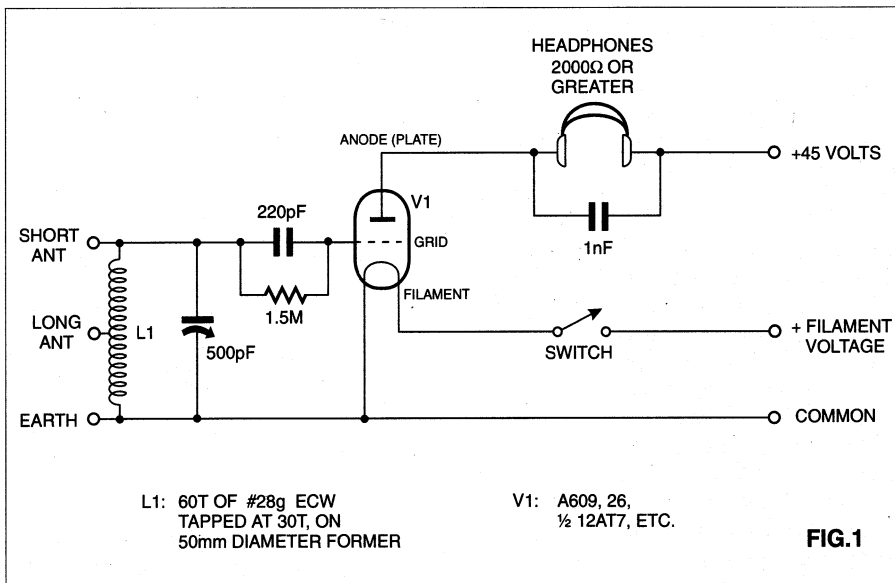 HEADPHONES
2000Ω OR
GREATER
ANODE (PLATE)
+45 VOLTS
V1
220pF
1nF
SHORT
ANT
GRID
FILAMENT
1.5M
LONG
ANT
L1
500pF
SWITCH
+ FILAMENT
VOLTAGE
EARTH
COMMON
L1: 60T OF #28g ECW
TAPPED AT 30T, ON
50mm DIAMETER FORMER
V1: A609, 26,
½ 12AT7, ETC.
FIG.1